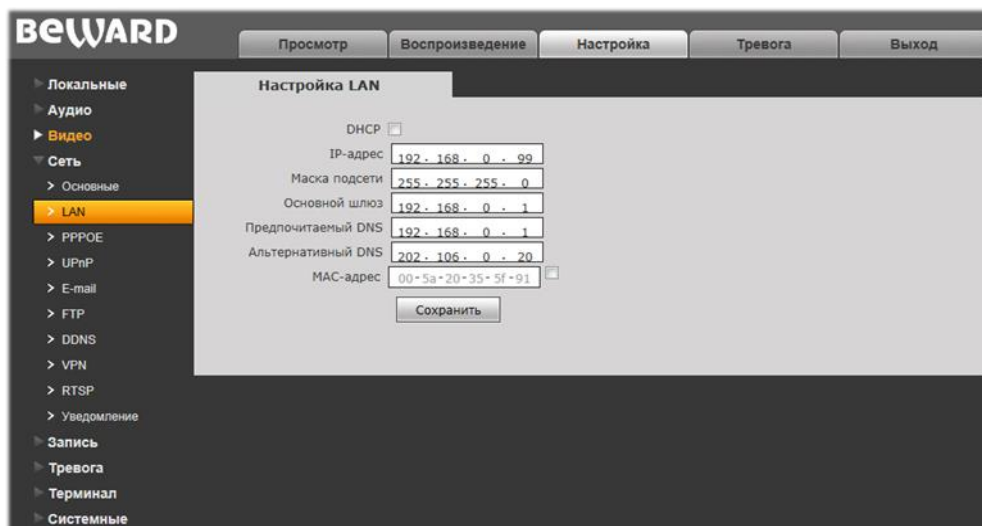 BEWARD
Просмотр Воспроизведение Настройка Тревога Выход
Локальные
Аудио
Видео
Сеть
> Основные
> LAN
> PPPOE
> UPnP
> E-mail
> FTP
> DDNS
> VPN
> RTSP
> Уведомление
Запись
Тревога
Терминал
Системные
Настройка LAN
DHCP
IP-адрес 192. 168. 0 . 99
Маска подсети 255. 255. 255. 0
Основной шлюз 192. 168. 0 . 1
Предпочитаемый DNS 192. 168. 0 . 1
Альтернативный DNS 202. 106. 0 . 20
MAC-адрес 00-5a-20-35-5f-91
Сохранить